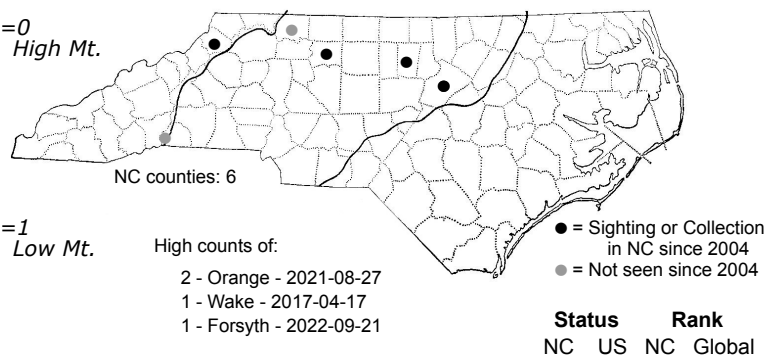 =0
High Mt.
NC counties: 6
=1
Low Mt.
High counts of:
2 - Orange - 2021-08-27
1 - Wake - 2017-04-17
1 - Forsyth - 2022-09-21
● = Sighting or Collection
in NC since 2004
● = Not seen since 2004
Status Rank
NC US NC Global